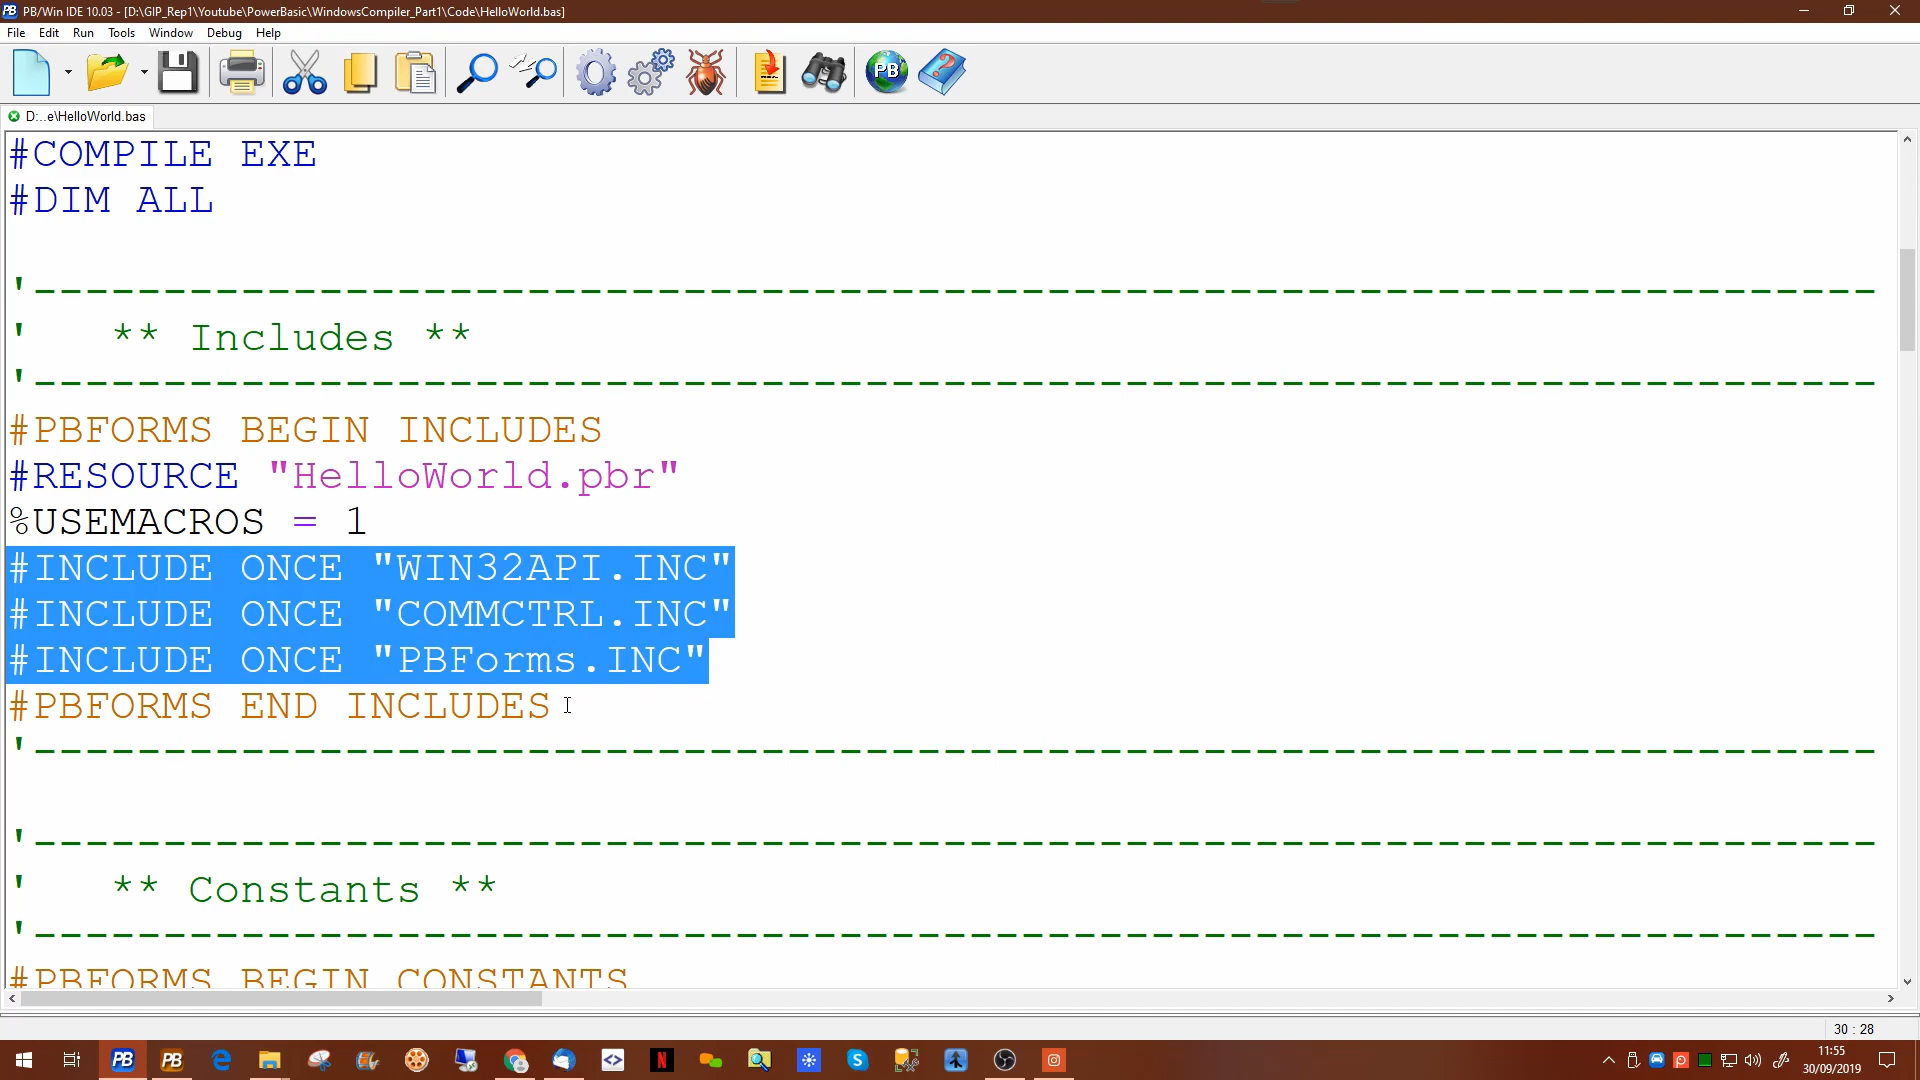 PB/Win IDE 10.03 - [D:\GIP_Rep1\Youtube\PowerBasic\WindowsCompiler_Part1\Code\HelloWorld.bas]
File Edit Run Tools Window Debug Help
D:..e\HelloWorld.bas
#COMPILE EXE
#DIM ALL
'------------------------------------------------------------------------
'   ** Includes **
'------------------------------------------------------------------------
#PBFORMS BEGIN INCLUDES
#RESOURCE "HelloWorld.pbr"
%USEMACROS = 1
#INCLUDE ONCE "WIN32API.INC"
#INCLUDE ONCE "COMMCTRL.INC"
#INCLUDE ONCE "PBForms.INC"
#PBFORMS END INCLUDES
'------------------------------------------------------------------------
'------------------------------------------------------------------------
'   ** Constants **
'------------------------------------------------------------------------
#PBFORMS BEGIN CONSTANTS
30 : 28
11:55
30/09/2019